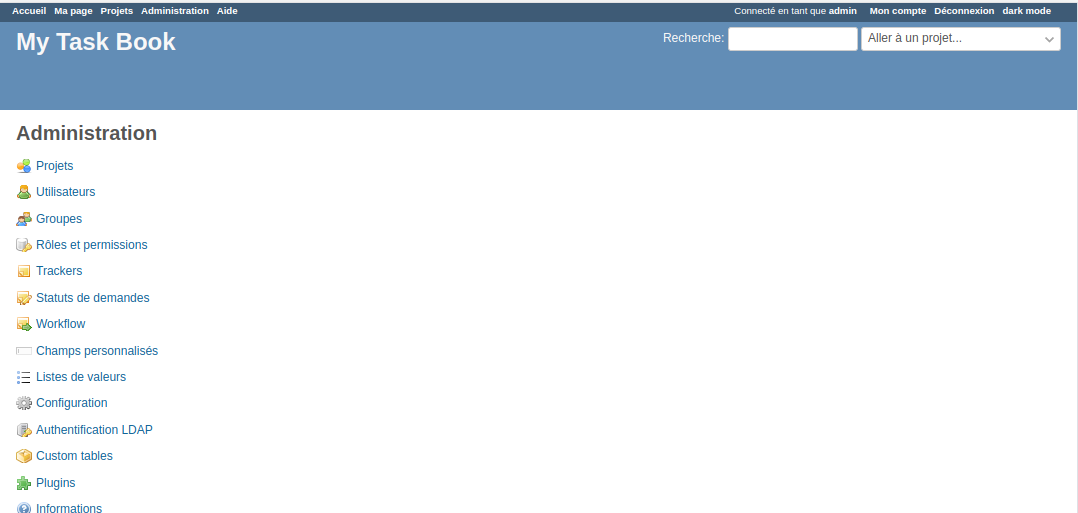 Accueil Ma page Projets Administration Aide Connecté en tant que admin Mon compte Déconnexion dark mode
My Task Book Recherche: Aller à un projet...
Administration
Projets
Utilisateurs
Groupes
Rôles et permissions
Trackers
Statuts de demandes
Workflow
Champs personnalisés
Listes de valeurs
Configuration
Authentification LDAP
Custom tables
Plugins
Informations